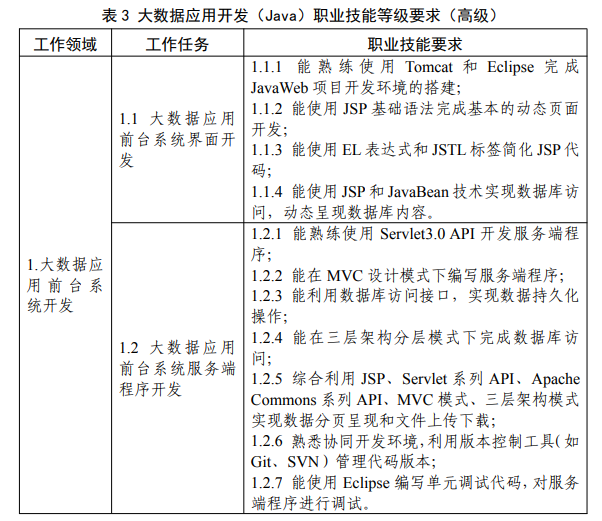 表 3 大数据应用开发（Java）职业技能等级要求（高级）
工作领域
工作任务
职业技能要求
1.大数据应
用前台系
统开发
1.1 大数据应用
前台系统界面开
发
1.1.1 能熟练使用 Tomcat 和 Eclipse 完成
JavaWeb 项目开发环境的搭建；
1.1.2 能使用 JSP 基础语法完成基本的动态页面
开发；
1.1.3 能使用 EL 表达式和 JSTL 标签简化 JSP 代
码；
1.1.4 能使用 JSP 和 JavaBean 技术实现数据库访
问，动态呈现数据库内容。
1.2 大数据应用
前台系统服务端
程序开发
1.2.1 能熟练使用 Servlet3.0 API 开发服务端程
序；
1.2.2 能在 MVC 设计模式下编写服务端程序；
1.2.3 能利用数据库访问接口，实现数据持久化
操作；
1.2.4 能在三层架构分层模式下完成数据库访
问；
1.2.5 综合利用 JSP、Servlet 系列 API、Apache
Commons 系列 API、MVC 模式、三层架构模式
实现数据分页呈现和文件上传下载；
1.2.6 熟悉协同开发环境，利用版本控制工具（如
Git、SVN）管理代码版本；
1.2.7 能使用 Eclipse 编写单元调试代码，对服务
端程序进行调试。